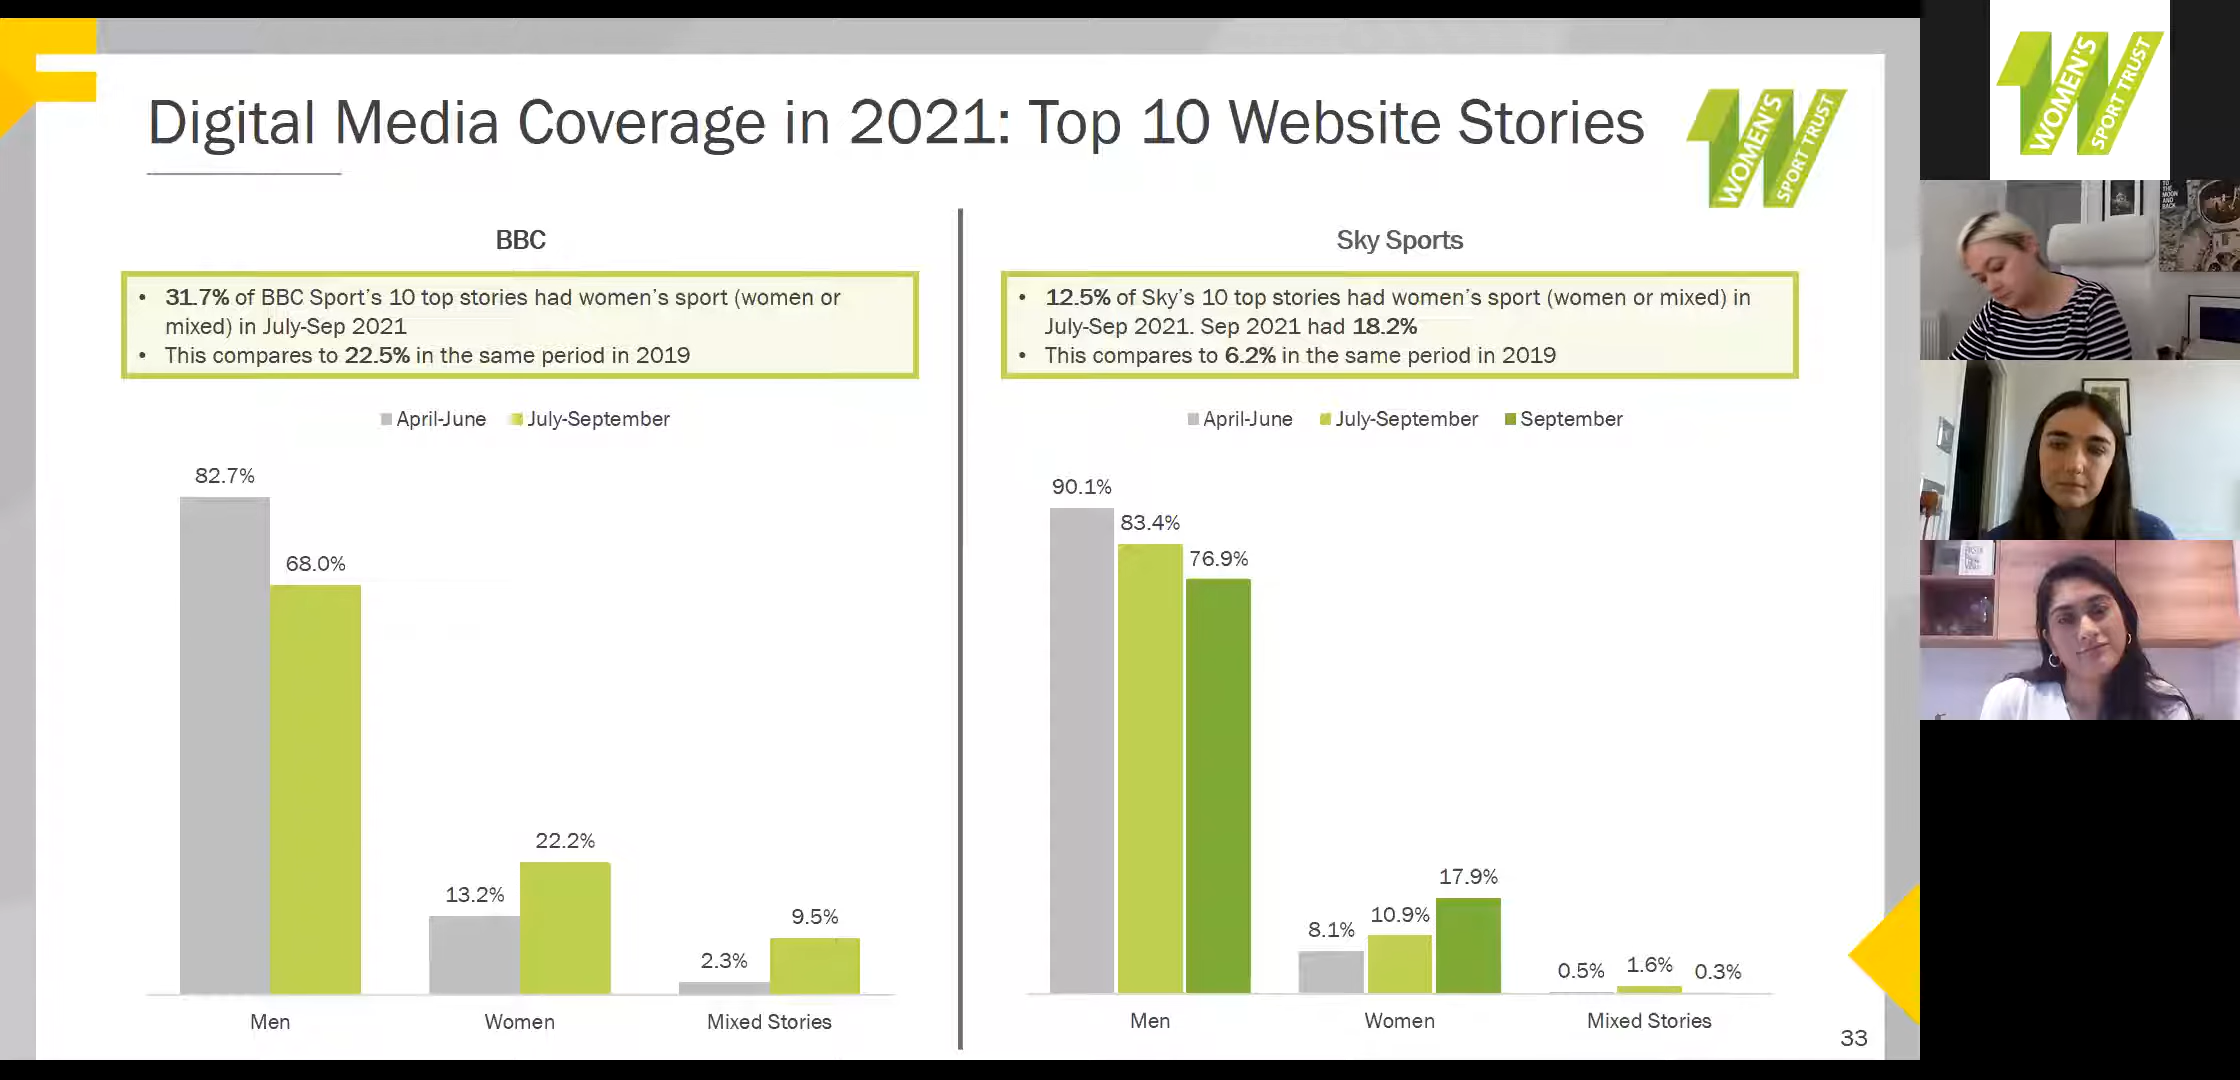 Digital Media Coverage in 2021: Top 10 Website Stories
WOMEN'S
SPORT TRUST
BBC
• 31.7% of BBC Sport's 10 top stories had women's sport (women or
mixed) in July-Sep 2021
• This compares to 22.5% in the same period in 2019
April-June July-September
82.7%
68.0%
13.2%
22.2%
2.3%
9.5%
Men Women Mixed Stories
Sky Sports
• 12.5% of Sky's 10 top stories had women's sport (women or mixed) in
July-Sep 2021. Sep 2021 had 18.2%
• This compares to 6.2% in the same period in 2019
April-June July-September September
90.1%
83.4%
76.9%
8.1%
10.9%
17.9%
0.5%
1.6%
0.3%
Men Women Mixed Stories
33
WOMEN'S
SPORT TRUST
TO
THE
MOON
AND
BACK